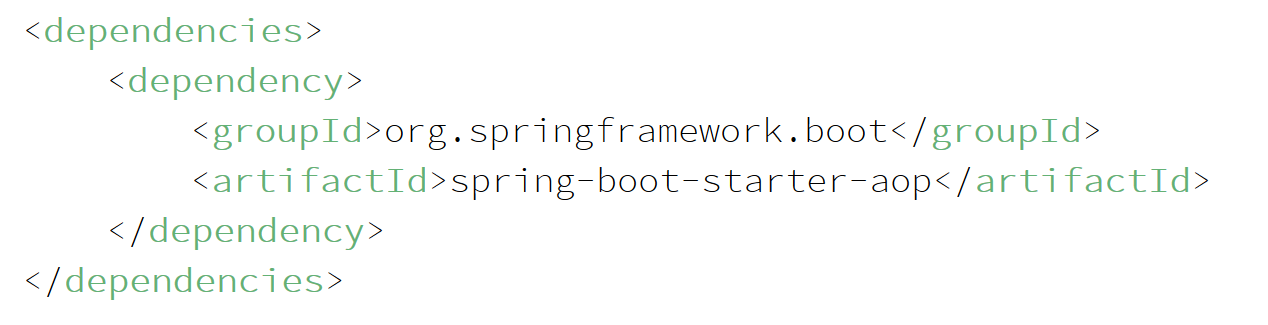 <dependencies>
    <dependency>
        <groupId>org.springframework.boot</groupId>
        <artifactId>spring-boot-starter-aop</artifactId>
    </dependency>
</dependencies>